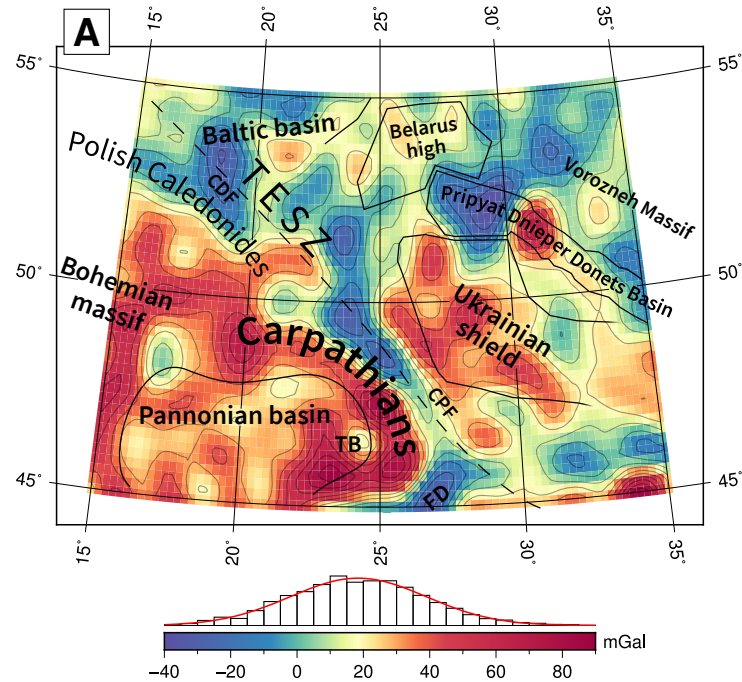 A
15°
20°
25°
30°
35°
55°
55°
Baltic basin
Belarus
high
Polish Caledonides
CDF
TESZ
Vorozneh Massif
Pripyat Dnieper Donets Basin
50°
50°
Bohemian
massif
Carpathians
Ukrainian
shield
Pannonian basin
TB
CPF
FD
45°
45°
15°
20°
25°
30°
35°
mGal
−40
−20
0
20
40
60
80